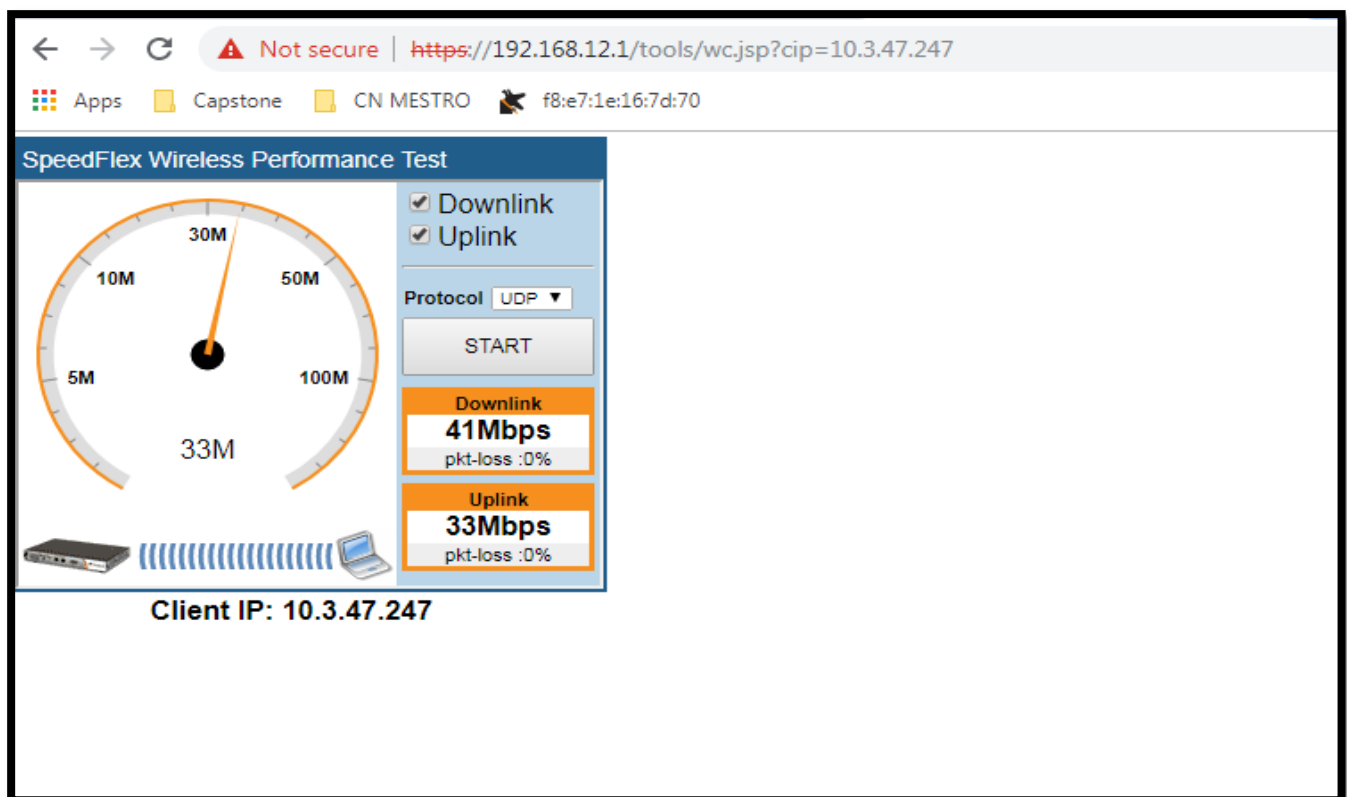 Not secure | https://192.168.12.1/tools/wc.jsp?cip=10.3.47.247
Apps Capstone CN MESTRO f8:e7:1e:16:7d:70
SpeedFlex Wireless Performance Test
30M
10M
50M
5M
100M
33M
Downlink
Uplink
Protocol UDP
START
Downlink
41Mbps
pkt-loss :0%
Uplink
33Mbps
pkt-loss :0%
Client IP: 10.3.47.247